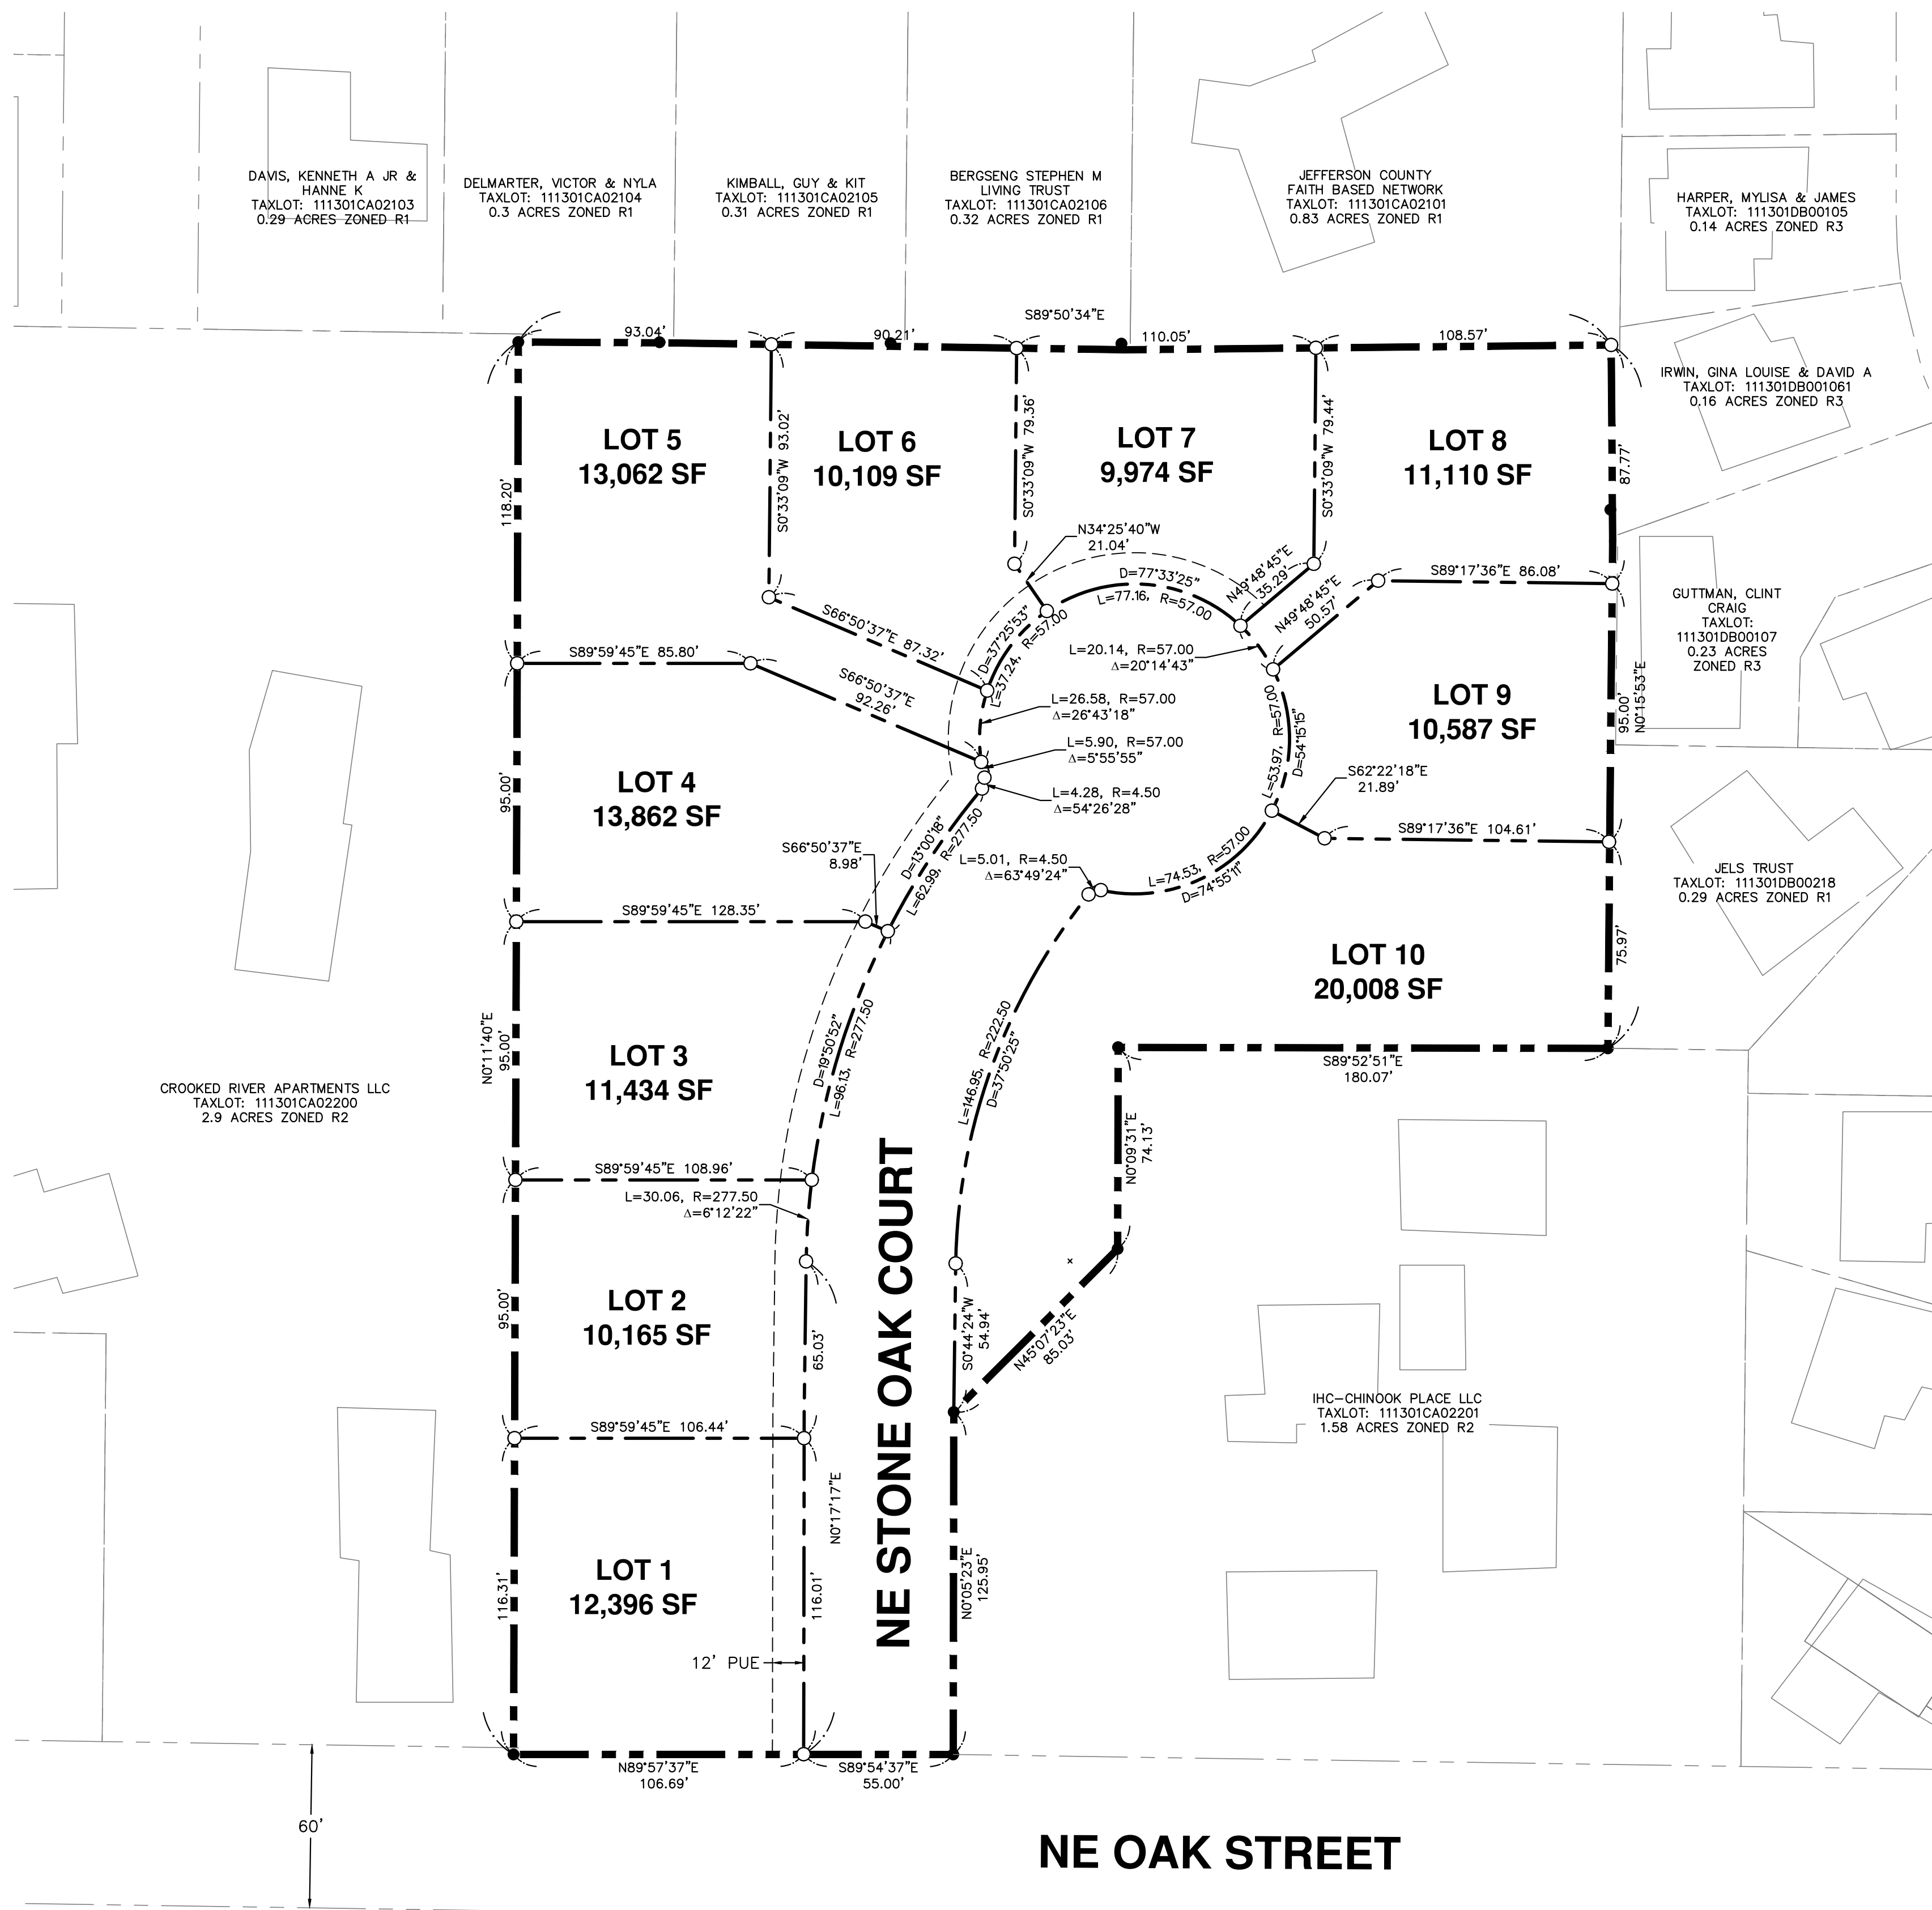 DAVIS, KENNETH A JR &
HANNE K
TAXLOT: 111301CA02103
0.29 ACRES ZONED R1
DELMARTER, VICTOR & NYLA
TAXLOT: 111301CA02104
0.3 ACRES ZONED R1
KIMBALL, GUY & KIT
TAXLOT: 111301CA02105
0.31 ACRES ZONED R1
BERGSENG STEPHEN M
LIVING TRUST
TAXLOT: 111301CA02106
0.32 ACRES ZONED R1
JEFFERSON COUNTY
FAITH BASED NETWORK
TAXLOT: 111301CA02101
0.83 ACRES ZONED R1
HARPER, MYLISA & JAMES
TAXLOT: 111301DB00105
0.14 ACRES ZONED R3
S89°50'34"E
93.04'
90.21'
110.05'
108.57'
IRWIN, GINA LOUISE & DAVID A
TAXLOT: 111301DB001061
0.16 ACRES ZONED R3
LOT 5
13,062 SF
LOT 6
10,109 SF
LOT 7
9,974 SF
LOT 8
11,110 SF
118.20'
S0°33'09"W 93.02'
S0°33'09"W 79.36'
S0°33'09"W 79.44'
87.77'
N34°25'40"W
21.04'
D=77°33'25"
L=77.16, R=57.00
N49°48'45"E
35.29'
N49°48'45"E
50.57'
S89°17'36"E 86.08'
GUTTMAN, CLINT
CRAIG
TAXLOT:
111301DB00107
0.23 ACRES
ZONED R3
S66°50'37"E 87.32'
D=37°25'53"
L=37.24, R=57.00
L=20.14, R=57.00
Δ=20°14'43"
S89°59'45"E 85.80'
S66°50'37"E
92.26'
L=26.58, R=57.00
Δ=26°43'18"
L=5.90, R=57.00
Δ=5°55'55"
L=4.28, R=4.50
Δ=54°26'28"
L=53.97, R=57.00
D=54°15'15"
LOT 9
10,587 SF
95.00'
N0°15'53"E
LOT 4
13,862 SF
95.00'
S62°22'18"E
21.89'
S89°17'36"E 104.61'
S66°50'37"E
8.98'
D=13°00'18"
L=62.99, R=277.50
L=5.01, R=4.50
Δ=63°49'24"
L=74.53, R=57.00
D=74°55'11"
JELS TRUST
TAXLOT: 111301DB00218
0.29 ACRES ZONED R1
S89°59'45"E 128.35'
75.97'
LOT 10
20,008 SF
N0°11'40"E
95.00'
LOT 3
11,434 SF
D=19°50'52"
L=96.13, R=277.50
L=146.95, R=222.50
D=37°50'25"
S89°52'51"E
180.07'
CROOKED RIVER APARTMENTS LLC
TAXLOT: 111301CA02200
2.9 ACRES ZONED R2
N0°09'31"E
74.13'
S89°59'45"E 108.96'
L=30.06, R=277.50
Δ=6°12'22"
NE STONE OAK COURT
95.00'
LOT 2
10,165 SF
65.03'
S0°44'24"W
54.94'
N45°07'23"E
85.03'
S89°59'45"E 106.44'
IHC-CHINOOK PLACE LLC
TAXLOT: 111301CA02201
1.58 ACRES ZONED R2
N0°17'17"E
LOT 1
12,396 SF
116.31'
116.01'
N0°05'23"E
125.95'
12' PUE
N89°57'37"E
106.69'
S89°54'37"E
55.00'
60'
NE OAK STREET